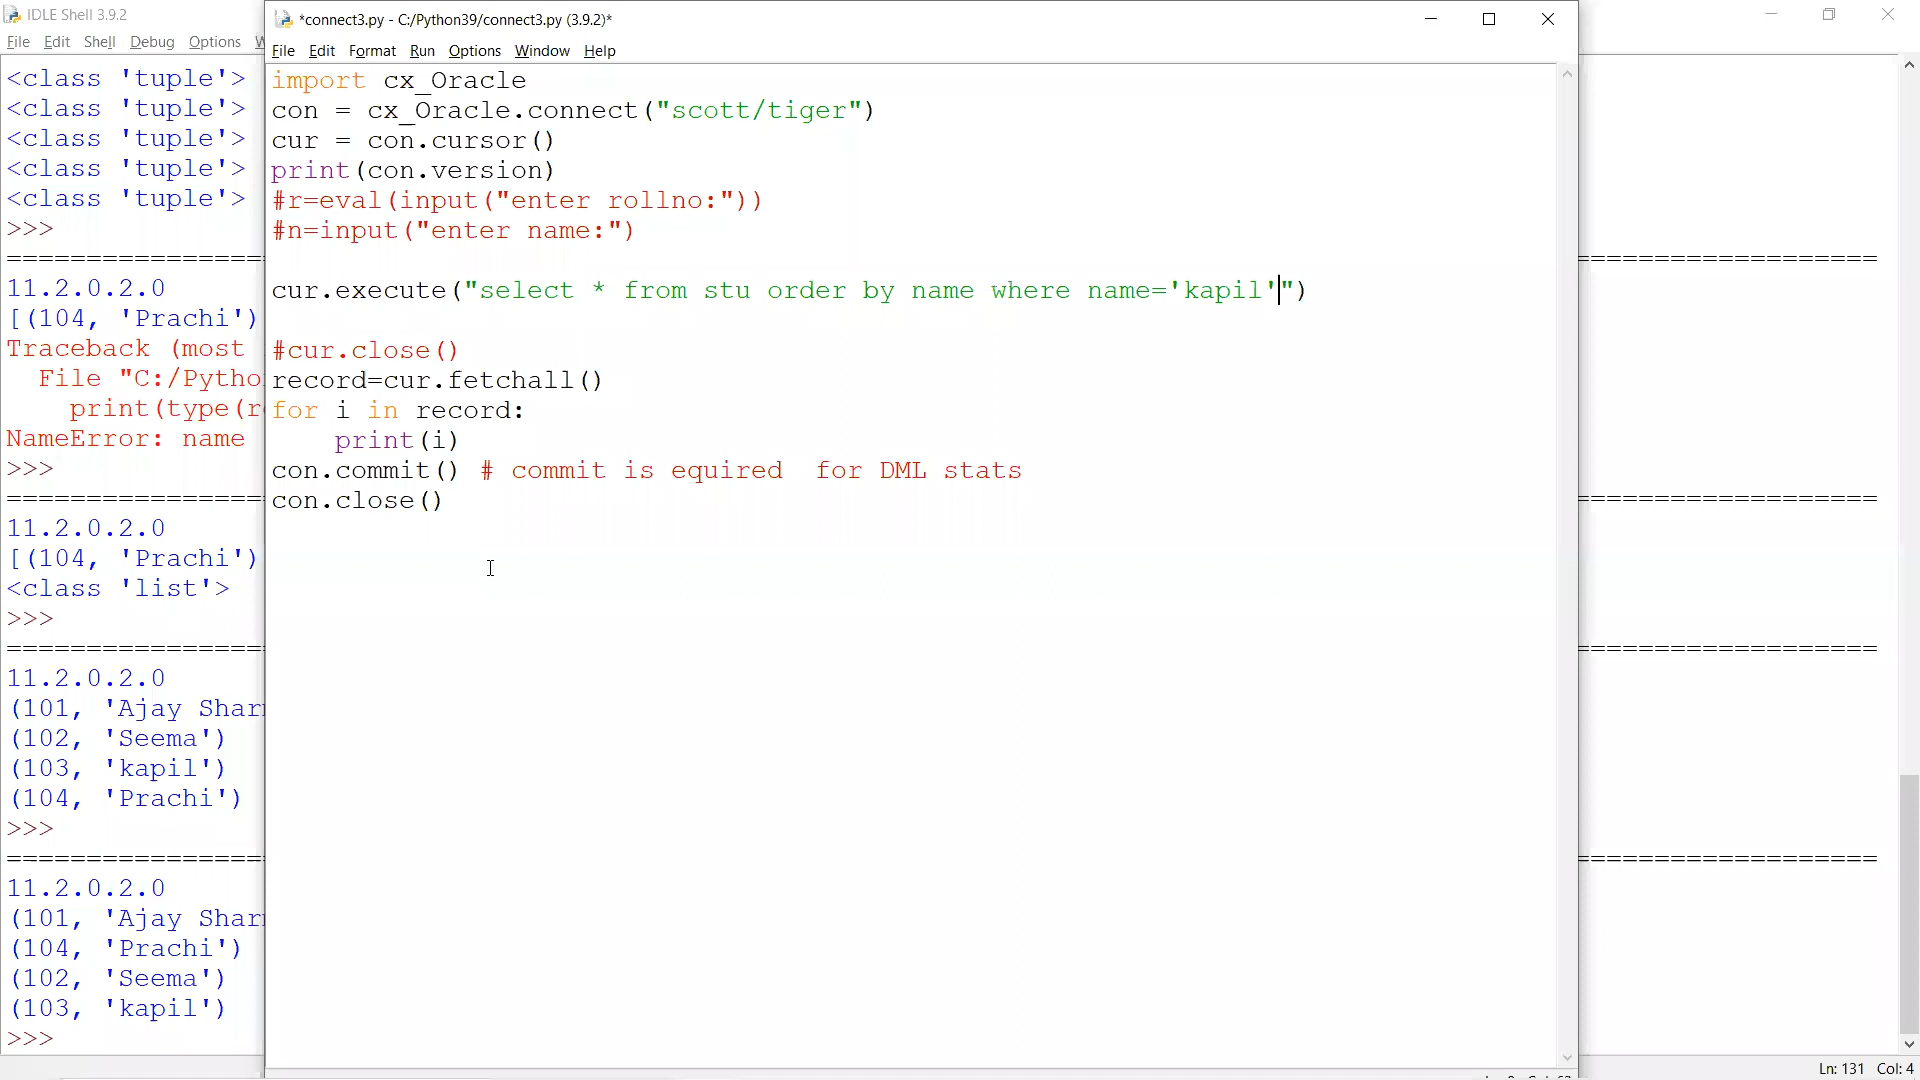 IDLE Shell 3.9.2
File Edit Shell Debug Options
<class 'tuple'>
<class 'tuple'>
<class 'tuple'>
<class 'tuple'>
<class 'tuple'>
>>>
11.2.0.2.0
[(104, 'Prachi')
Traceback (most
File "C:/Pytho
print(type(r
NameError: name
>>>
11.2.0.2.0
[(104, 'Prachi')
<class 'list'>
>>>
11.2.0.2.0
(101, 'Ajay Shar
(102, 'Seema')
(103, 'kapil')
(104, 'Prachi')
>>>
11.2.0.2.0
(101, 'Ajay Shar
(104, 'Prachi')
(102, 'Seema')
(103, 'kapil')
>>>
*connect3.py - C:/Python39/connect3.py (3.9.2)*
File Edit Format Run Options Window Help
import cx_Oracle
con = cx_Oracle.connect("scott/tiger")
cur = con.cursor()
print(con.version)
#r=eval(input("enter rollno:"))
#n=input("enter name:")
cur.execute("select * from stu order by name where name='kapil'")
#cur.close()
record=cur.fetchall()
for i in record:
print(i)
con.commit() # commit is equired  for DML stats
con.close()
Ln: 131 Col: 4